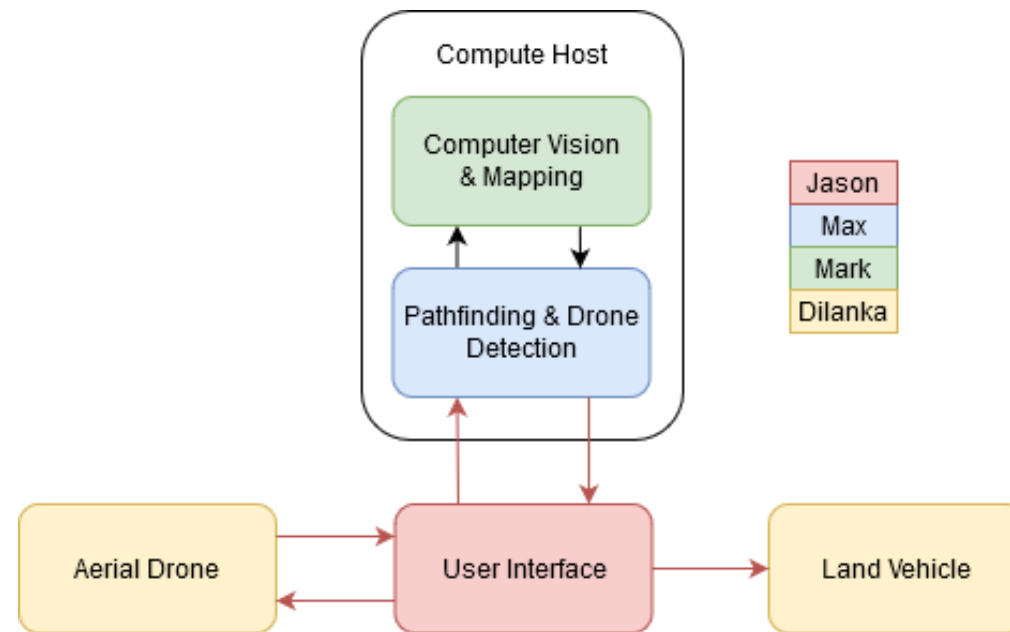 Compute Host
Computer Vision
& Mapping
Pathfinding & Drone
Detection
Jason
Max
Mark
Dilanka
Aerial Drone
User Interface
Land Vehicle